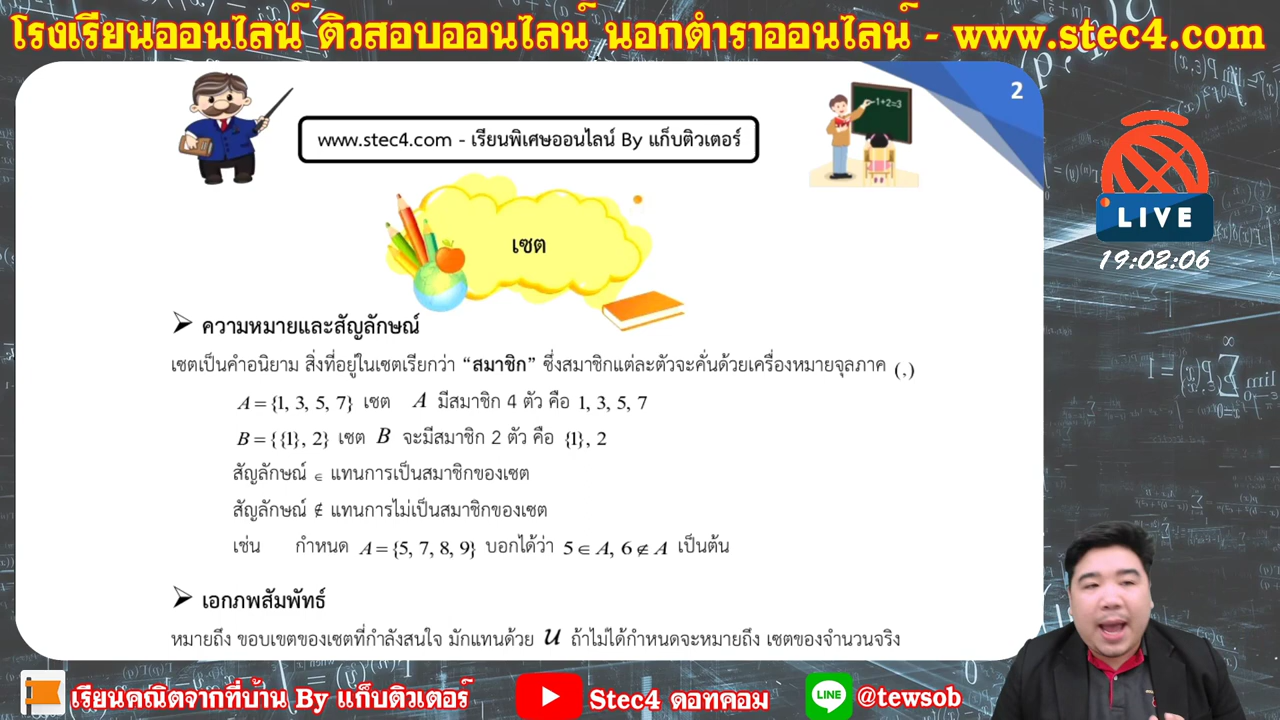 โรงเรียนออนไลน์ ติวสอบออนไลน์ นอกตำราออนไลน์ - www.stec4.com
2
1+2=3
www.stec4.com - เรียนพิเศษออนไลน์ By แก็บติวเตอร์
LIVE
19:02:06
เซต
➢ ความหมายและสัญลักษณ์
เซตเป็นคำอนิยาม สิ่งที่อยู่ในเซตเรียกว่า “สมาชิก” ซึ่งสมาชิกแต่ละตัวจะคั่นด้วยเครื่องหมายจุลภาค (,)
A = {1, 3, 5, 7} เซต A มีสมาชิก 4 ตัว คือ 1, 3, 5, 7
B = {{1}, 2} เซต B จะมีสมาชิก 2 ตัว คือ {1}, 2
สัญลักษณ์ ∈ แทนการเป็นสมาชิกของเซต
สัญลักษณ์ ∉ แทนการไม่เป็นสมาชิกของเซต
เช่น กำหนด A = {5, 7, 8, 9} บอกได้ว่า 5 ∈ A, 6 ∉ A เป็นต้น
➢ เอกภพสัมพัทธ์
หมายถึง ขอบเขตของเซตที่กำลังสนใจ มักแทนด้วย u ถ้าไม่ได้กำหนดจะหมายถึง เซตของจำนวนจริง
เรียนคณิตจากที่บ้าน By แก็บติวเตอร์
Stec4 ดอทคอม
LINE
@tewsob